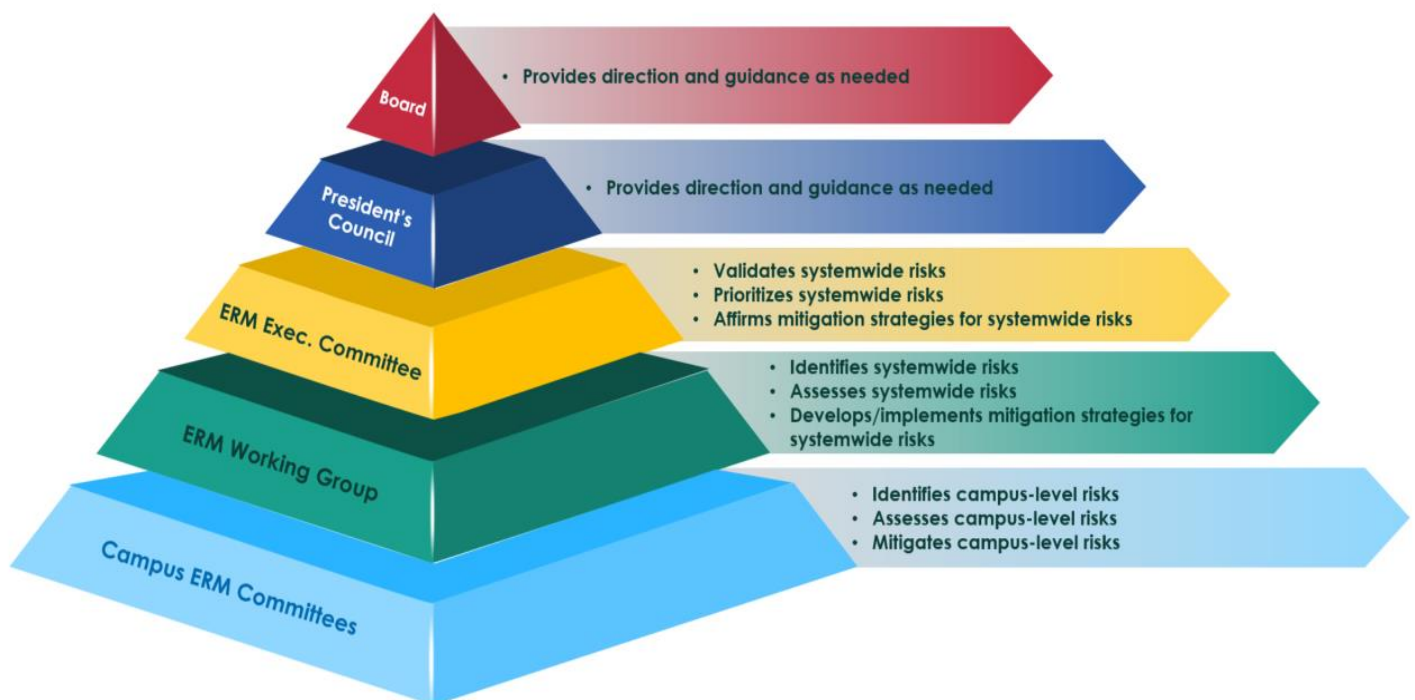 Board
• Provides direction and guidance as needed
President's
Council
• Provides direction and guidance as needed
ERM Exec. Committee
• Validates systemwide risks
• Prioritizes systemwide risks
• Affirms mitigation strategies for systemwide risks
ERM Working Group
• Identifies systemwide risks
• Assesses systemwide risks
• Develops/implements mitigation strategies for
systemwide risks
Campus ERM Committees
• Identifies campus-level risks
• Assesses campus-level risks
• Mitigates campus-level risks